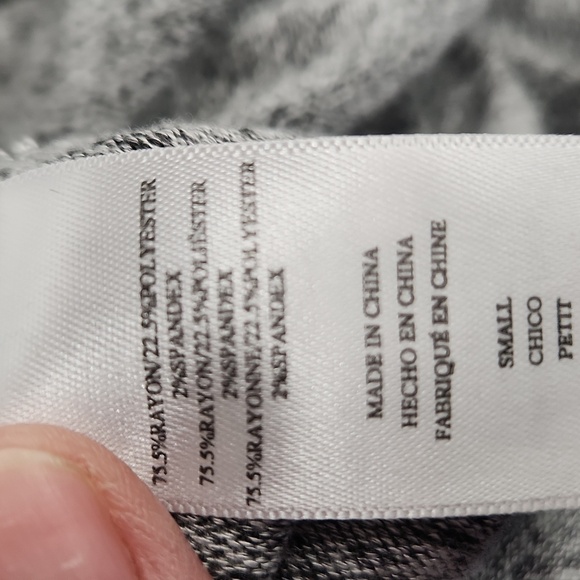 75.5%RAYON/22.5%POLYESTER
2%SPANDEX
75.5%RAYON/22.5%POLIÉSTER
2%SPANDEX
75.5%RAYONNE/22.5%POLYESTER
2%SPANDEX
MADE IN CHINA
HECHO EN CHINA
FABRIQUÉ EN CHINE
SMALL
CHICO
PETIT